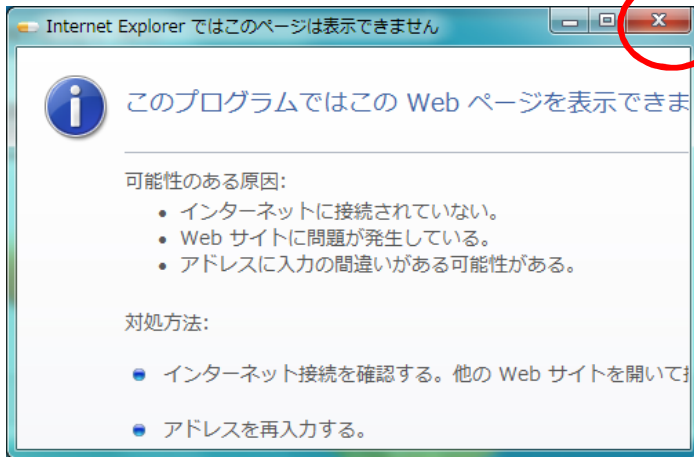 Internet Explorer ではこのページは表示できません
このプログラムではこの Web ページを表示できま
可能性のある原因:
• インターネットに接続されていない。
• Web サイトに問題が発生している。
• アドレスに入力の間違いがある可能性がある。
対処方法:
インターネット接続を確認する。他の Web サイトを開いて
アドレスを再入力する。